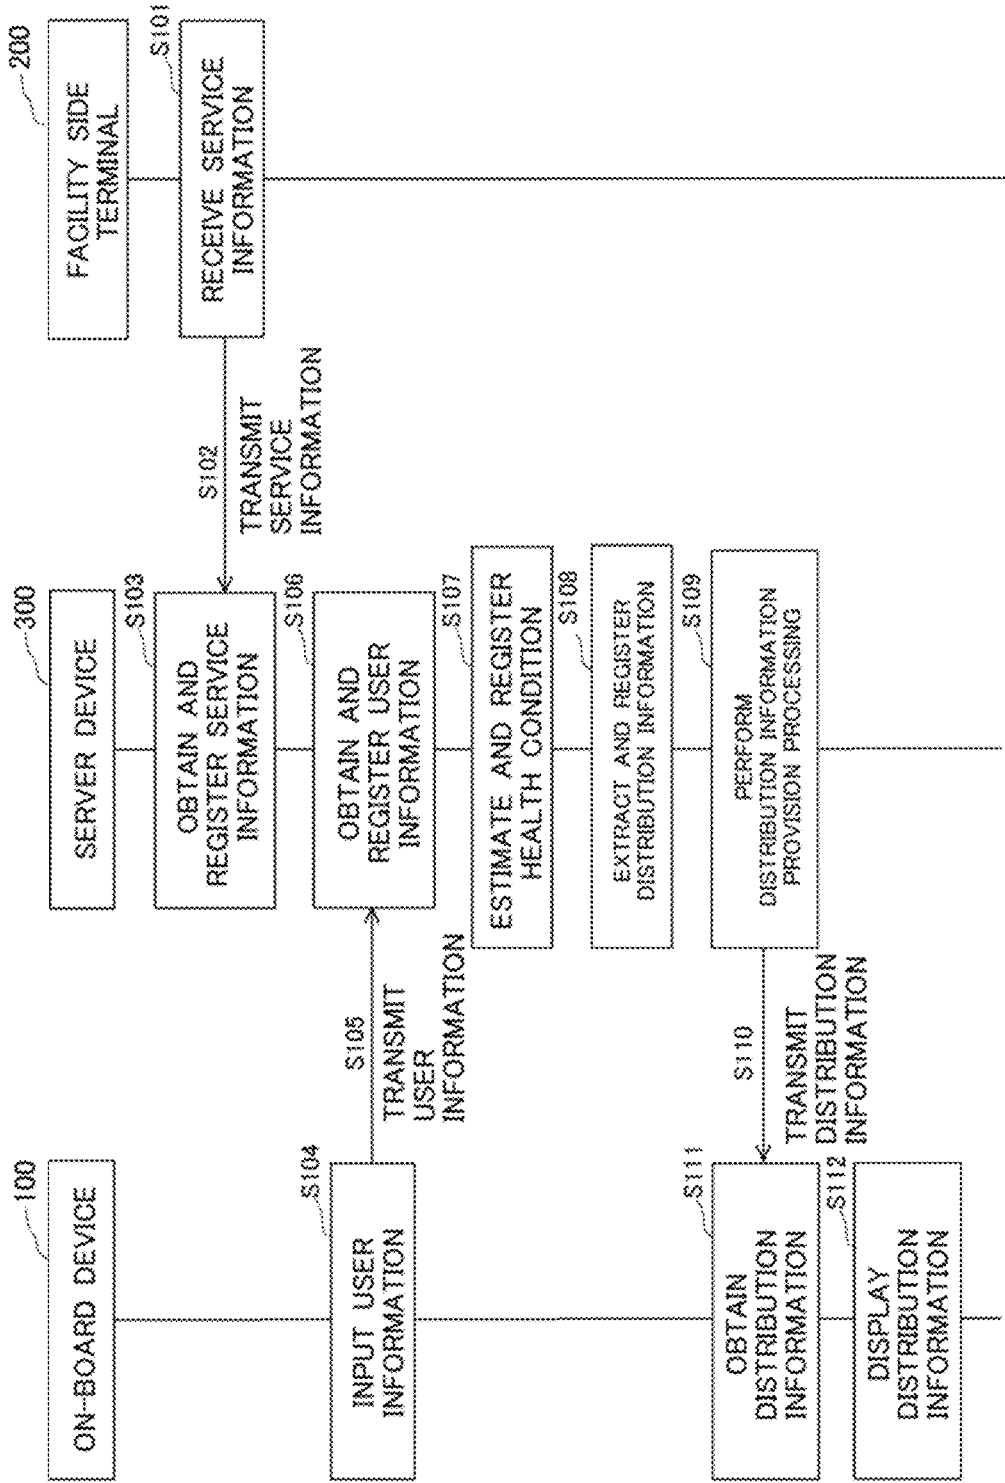 100
ON-BOARD DEVICE
300
SERVER DEVICE
200
FACILITY SIDE
TERMINAL
S101
RECEIVE SERVICE
INFORMATION
S102
TRANSMIT
SERVICE
INFORMATION
S103
OBTAIN AND
REGISTER SERVICE
INFORMATION
S104
INPUT USER
INFORMATION
S105
TRANSMIT
USER
INFORMATION
S106
OBTAIN AND
REGISTER USER
INFORMATION
S107
ESTIMATE AND REGISTER
HEALTH CONDITION
S108
EXTRACT AND REGISTER
DISTRIBUTION INFORMATION
S109
PERFORM
DISTRIBUTION INFORMATION
PROVISION PROCESSING
S110
TRANSMIT
DISTRIBUTION
INFORMATION
S111
OBTAIN
DISTRIBUTION
INFORMATION
S112
DISPLAY
DISTRIBUTION
INFORMATION